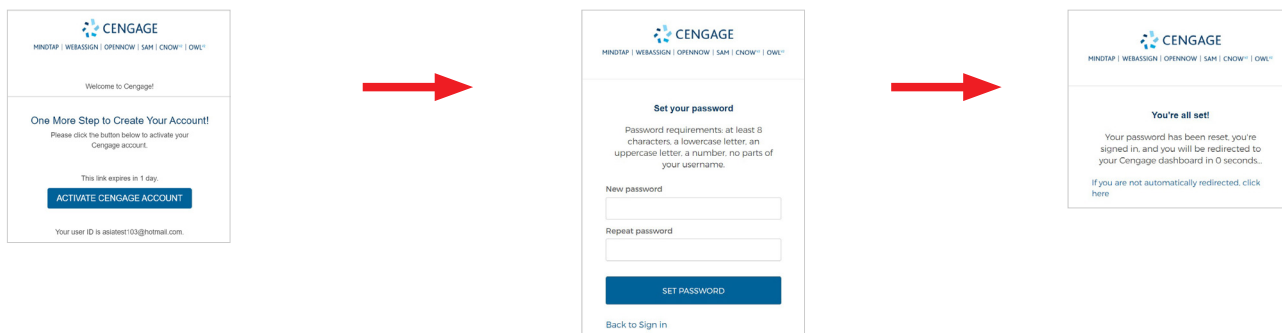 CENGAGE
MINDTAP | WEBASSIGN | OPENNOW | SAM | CNOWv2 | OWLv2
Welcome to Cengage!
One More Step to Create Your Account!
Please click the button below to activate your
Cengage account.
This link expires in 1 day.
ACTIVATE CENGAGE ACCOUNT
Your user ID is asiatest103@hotmail.com.
CENGAGE
MINDTAP | WEBASSIGN | OPENNOW | SAM | CNOWv2 | OWLv2
Set your password
Password requirements: at least 8
characters, a lowercase letter, an
uppercase letter, a number, no parts of
your username.
New password
Repeat password
SET PASSWORD
Back to Sign in
CENGAGE
MINDTAP | WEBASSIGN | OPENNOW | SAM | CNOWv2 | OWLv2
You're all set!
Your password has been reset, you're
signed in, and you will be redirected to
your Cengage dashboard in 0 seconds...
If you are not automatically redirected, click
here